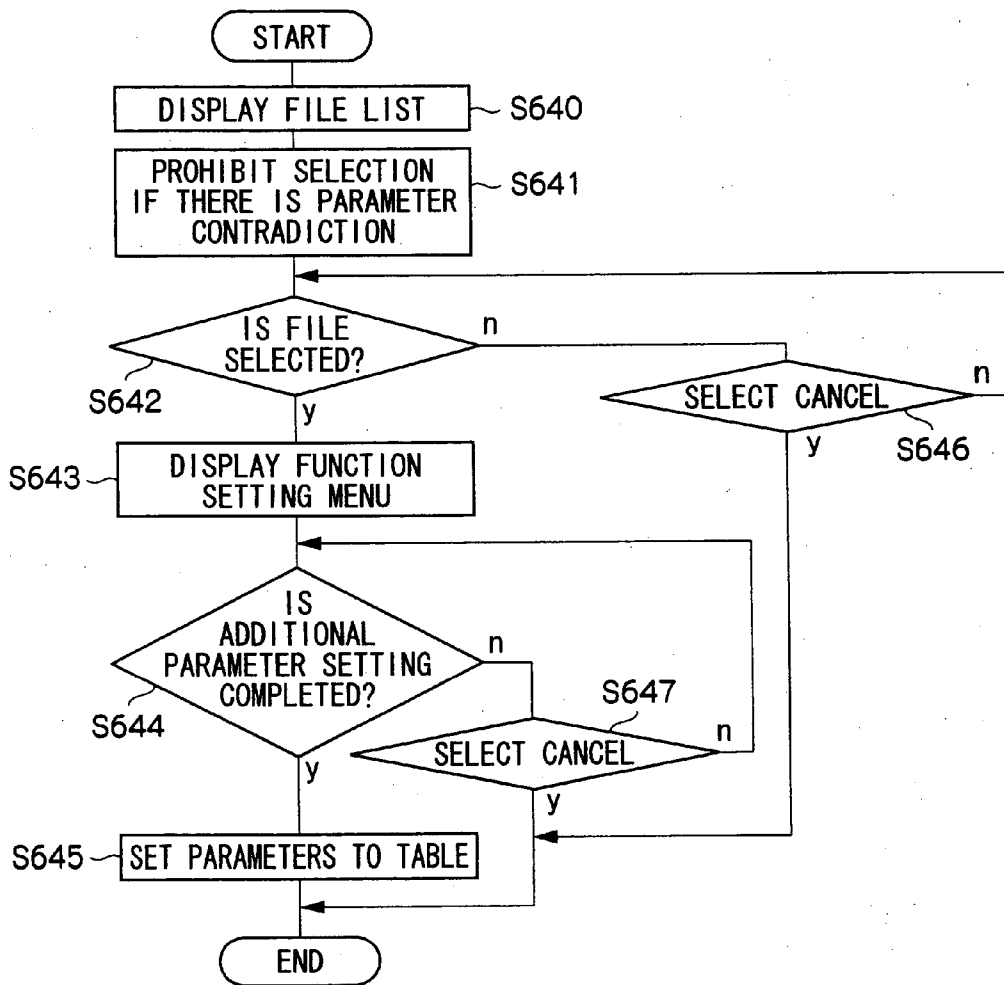 START
DISPLAY FILE LIST
S640
PROHIBIT SELECTION
IF THERE IS PARAMETER
CONTRADICTION
S641
IS FILE
SELECTED?
n
S642
y
SELECT CANCEL
n
S646
y
S643
DISPLAY FUNCTION
SETTING MENU
IS
ADDITIONAL
PARAMETER SETTING
COMPLETED?
n
S644
y
S647
SELECT CANCEL
n
y
S645
SET PARAMETERS TO TABLE
END